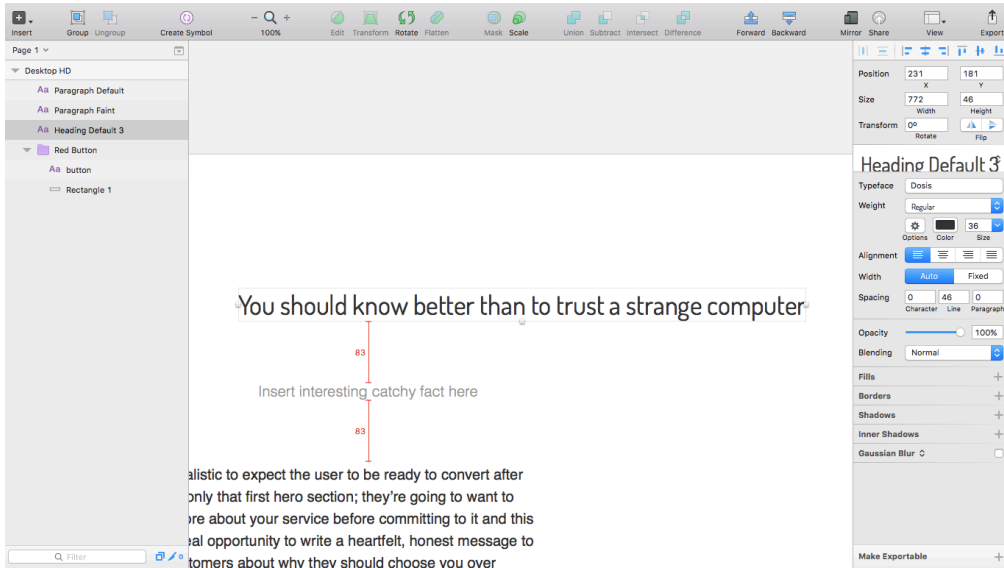 Insert
Group Ungroup
Create Symbol
100%
Edit Transform Rotate Flatten
Mask Scale
Union Subtract Intersect Difference
Forward Backward
Mirror Share
View
Export
Page 1
Desktop HD
Aa Paragraph Default
Aa Paragraph Faint
Aa Heading Default 3
Red Button
Aa button
Rectangle 1
Filter
0
You should know better than to trust a strange computer
83
Insert interesting catchy fact here
83
alistic to expect the user to be ready to convert after
only that first hero section; they're going to want to
ore about your service before committing to it and this
eal opportunity to write a heartfelt, honest message to
tomers about why they should choose you over
Position 231 181
X Y
Size 772 46
Width Height
Transform 0º
Rotate Flip
Heading Default 3
Typeface Dosis
Weight Regular
36
Options Color Size
Alignment
Width Auto Fixed
Spacing 0 46 0
Character Line Paragraph
Opacity 100%
Blending Normal
Fills
Borders
Shadows
Inner Shadows
Gaussian Blur
Make Exportable